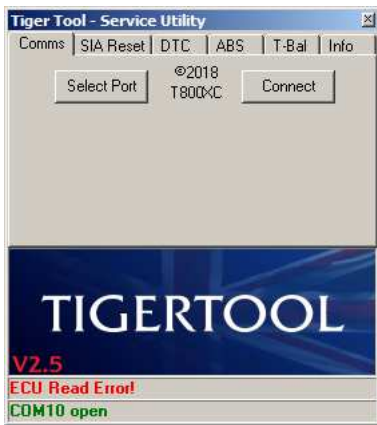 Tiger Tool - Service Utility
Comms SIA Reset DTC ABS T-Bal Info
Select Port
©2018
T800XC
Connect
TIGERTOOL
V2.5
ECU Read Error!
COM10 open